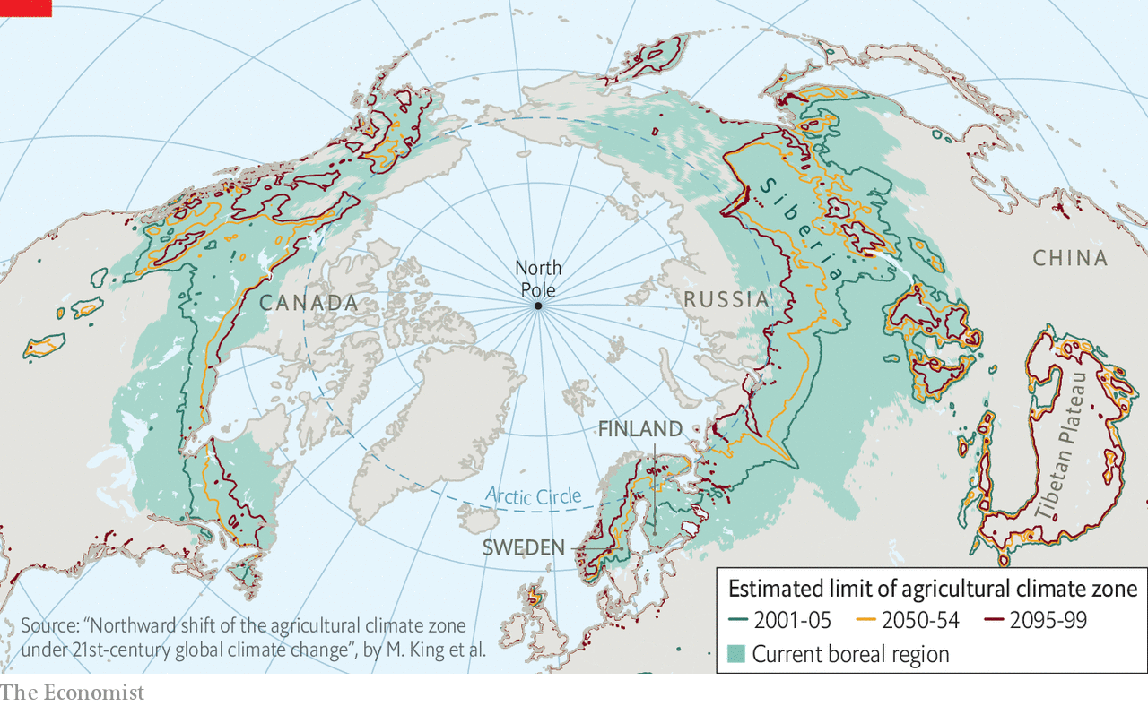 Siberia
CHINA
North
Pole
CANADA
RUSSIA
Tibetan Plateau
FINLAND
Arctic Circle
SWEDEN
Estimated limit of agricultural climate zone
2001-05 2050-54 2095-99
Current boreal region
Source: “Northward shift of the agricultural climate zone
under 21st-century global climate change”, by M. King et al.
The Economist